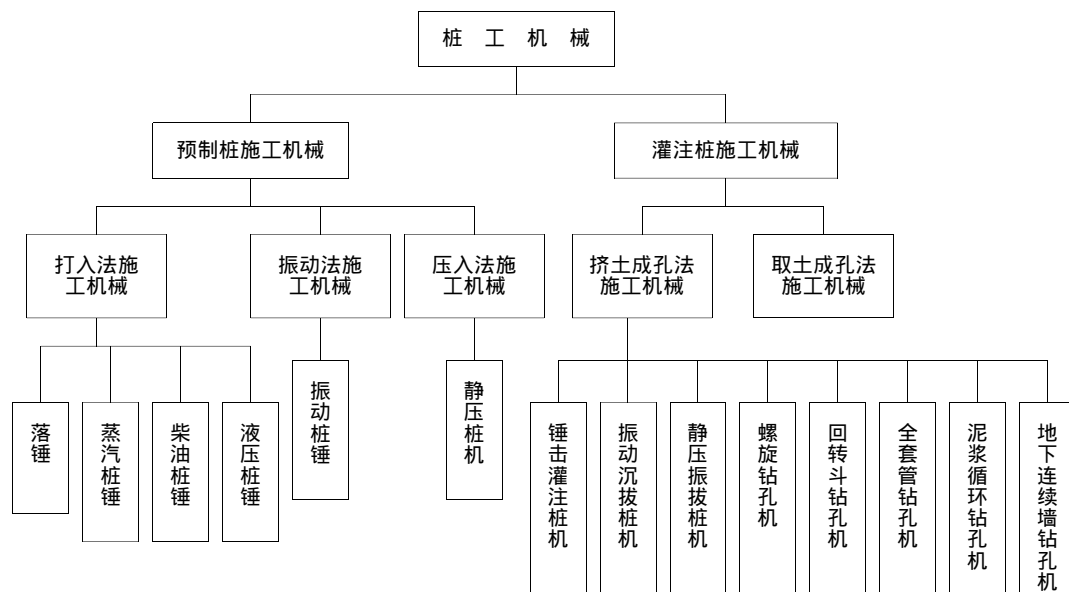 桩 工 机 械
预制桩施工机械
灌注桩施工机械
打入法施
工机械
振动法施
工机械
压入法施
工机械
挤土成孔法
施工机械
取土成孔法
施工机械
落锤
蒸汽桩锤
柴油桩锤
液压桩锤
振动桩锤
静压桩机
锤击灌注桩机
振动沉拔桩机
静压振拔桩机
螺旋钻孔机
回转斗钻孔机
全套管钻孔机
泥浆循环钻孔机
地下连续墙钻孔机